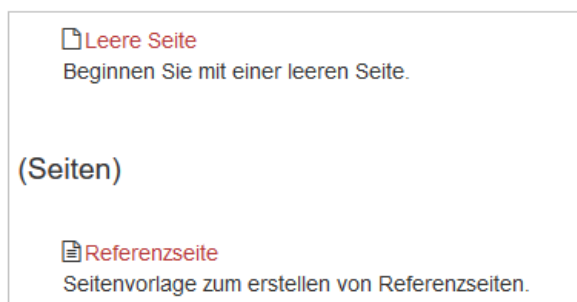 Leere Seite
Beginnen Sie mit einer leeren Seite.
(Seiten)
Referenzseite
Seitenvorlage zum erstellen von Referenzseiten.